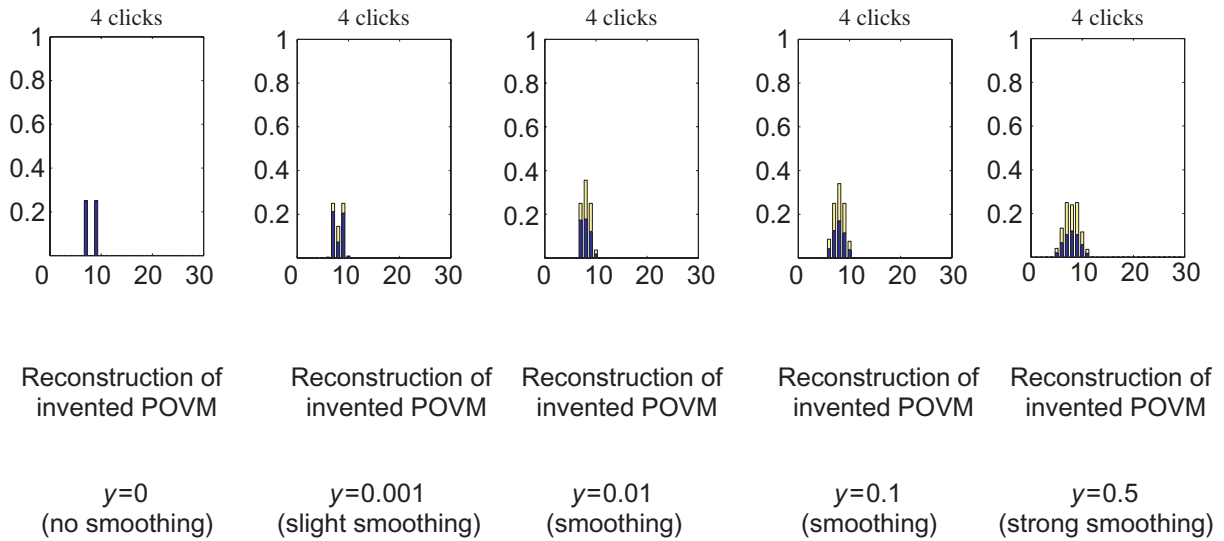 4 clicks
1
0.8
0.6
0.4
0.2
0 10 20 30
4 clicks
1
0.8
0.6
0.4
0.2
0 10 20 30
4 clicks
1
0.8
0.6
0.4
0.2
0 10 20 30
4 clicks
1
0.8
0.6
0.4
0.2
0 10 20 30
4 clicks
1
0.8
0.6
0.4
0.2
0 10 20 30
Reconstruction of
invented POVM
Reconstruction of
invented POVM
Reconstruction of
invented POVM
Reconstruction of
invented POVM
Reconstruction of
invented POVM
y=0
(no smoothing)
y=0.001
(slight smoothing)
y=0.01
(smoothing)
y=0.1
(smoothing)
y=0.5
(strong smoothing)